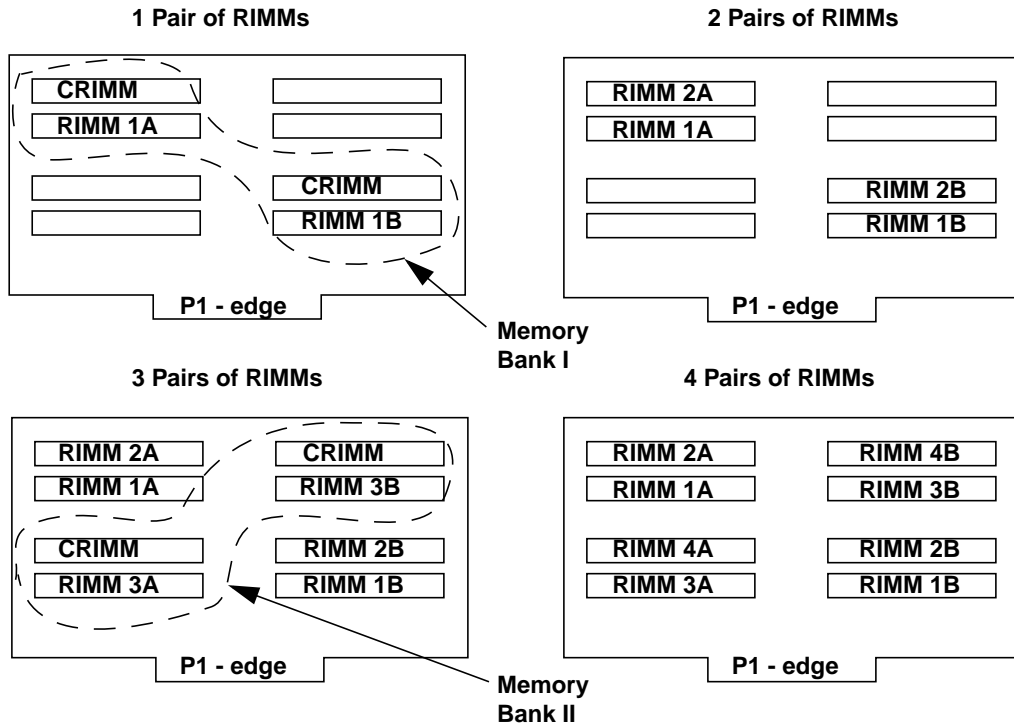 1 Pair of RIMMs
CRIMM
RIMM 1A
CRIMM
RIMM 1B
P1 - edge
Memory
Bank I
2 Pairs of RIMMs
RIMM 2A
RIMM 1A
RIMM 2B
RIMM 1B
P1 - edge
3 Pairs of RIMMs
RIMM 2A
CRIMM
RIMM 1A
RIMM 3B
CRIMM
RIMM 2B
RIMM 3A
RIMM 1B
P1 - edge
Memory
Bank II
4 Pairs of RIMMs
RIMM 2A
RIMM 4B
RIMM 1A
RIMM 3B
RIMM 4A
RIMM 2B
RIMM 3A
RIMM 1B
P1 - edge